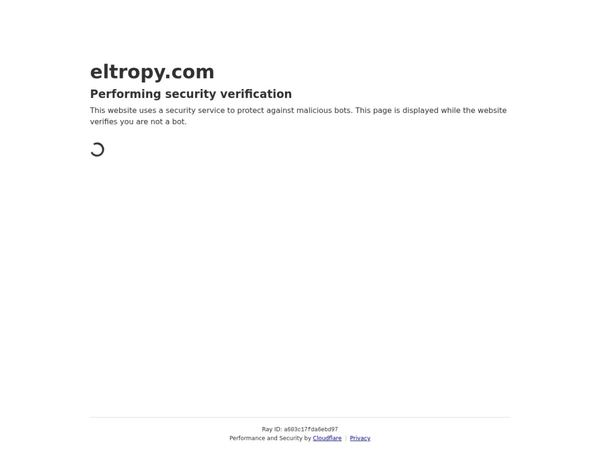 eltropy.com
Performing security verification
This website uses a security service to protect against malicious bots. This page is displayed while the website
verifies you are not a bot.
Ray ID: a603c17fda6ebd97
Performance and Security by Cloudflare | Privacy